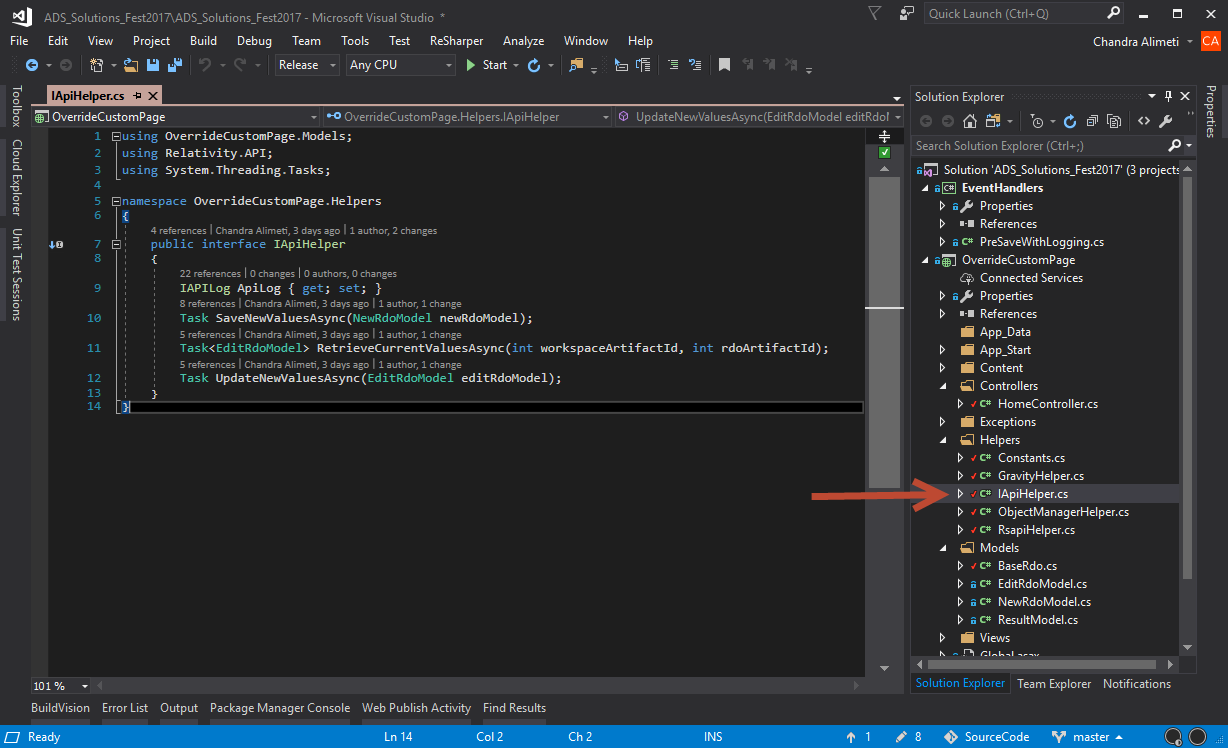 ADS_Solutions_Fest2017\ADS_Solutions_Fest2017 - Microsoft Visual Studio *
Quick Launch (Ctrl+Q)
File Edit View Project Build Debug Team Tools Test ReSharper Analyze Window Help
Chandra Alimeti CA
Release Any CPU Start
Toolbox
Cloud Explorer
Unit Test Sessions
IApiHelper.cs
OverrideCustomPage OverrideCustomPage.Helpers.IApiHelper UpdateNewValuesAsync(EditRdoModel editRdoM
1 using OverrideCustomPage.Models;
2 using Relativity.API;
3 using System.Threading.Tasks;
4
5 namespace OverrideCustomPage.Helpers
6 {
4 references | Chandra Alimeti, 3 days ago | 1 author, 2 changes
7 public interface IApiHelper
8 {
22 references | 0 changes | 0 authors, 0 changes
9 IAPILog ApiLog { get; set; }
8 references | Chandra Alimeti, 3 days ago | 1 author, 1 change
10 Task SaveNewValuesAsync(NewRdoModel newRdoModel);
5 references | Chandra Alimeti, 3 days ago | 1 author, 1 change
11 Task<EditRdoModel> RetrieveCurrentValuesAsync(int workspaceArtifactId, int rdoArtifactId);
5 references | Chandra Alimeti, 3 days ago | 1 author, 1 change
12 Task UpdateNewValuesAsync(EditRdoModel editRdoModel);
13 }
14 }
101 %
Solution Explorer
Search Solution Explorer (Ctrl+;)
Solution 'ADS_Solutions_Fest2017' (3 projects
C# EventHandlers
Properties
References
C# PreSaveWithLogging.cs
OverrideCustomPage
Connected Services
Properties
References
App_Data
App_Start
Content
Controllers
C# HomeController.cs
Exceptions
Helpers
C# Constants.cs
C# GravityHelper.cs
C# IApiHelper.cs
C# ObjectManagerHelper.cs
C# RsapiHelper.cs
Models
C# BaseRdo.cs
C# EditRdoModel.cs
C# NewRdoModel.cs
C# ResultModel.cs
Views
Global.asax
Solution Explorer Team Explorer Notifications
Properties
BuildVision Error List Output Package Manager Console Web Publish Activity Find Results
Ready Ln 14 Col 2 Ch 2 INS 1 8 SourceCode master